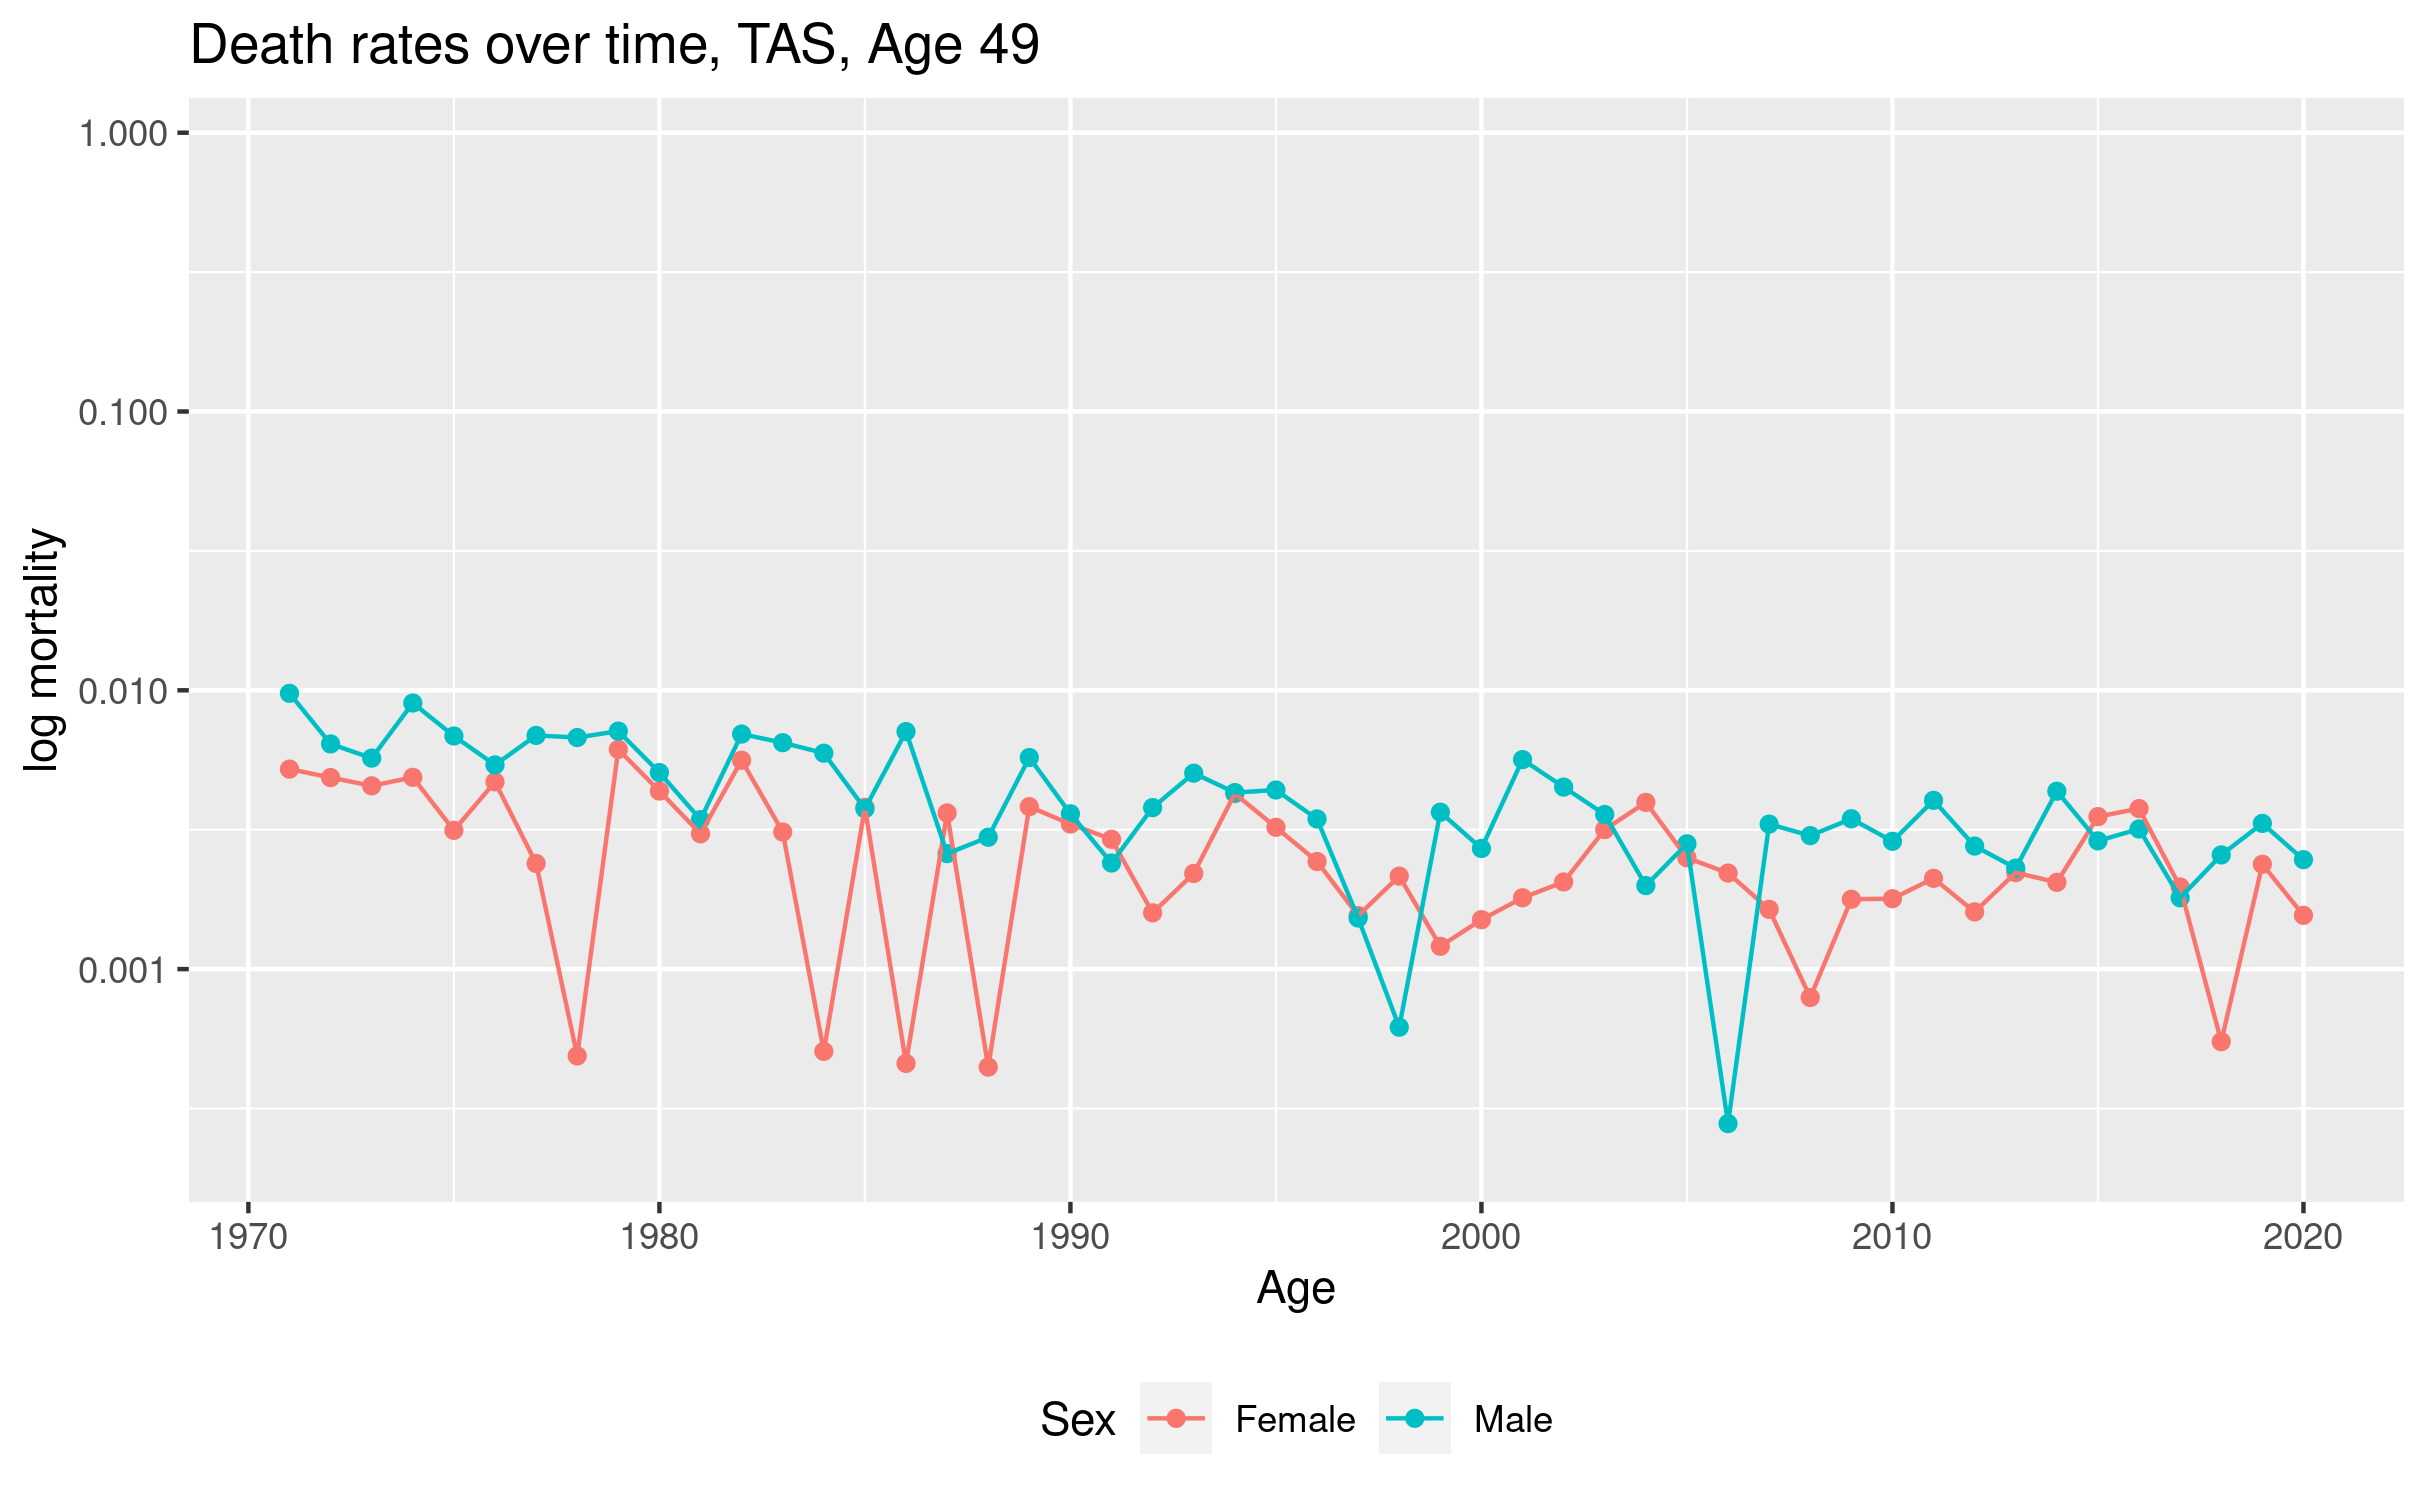 Death rates over time, TAS, Age 49
log mortality
1.000
0.100
0.010
0.001
1970 1980 1990 2000 2010 2020
Age
Sex Female Male